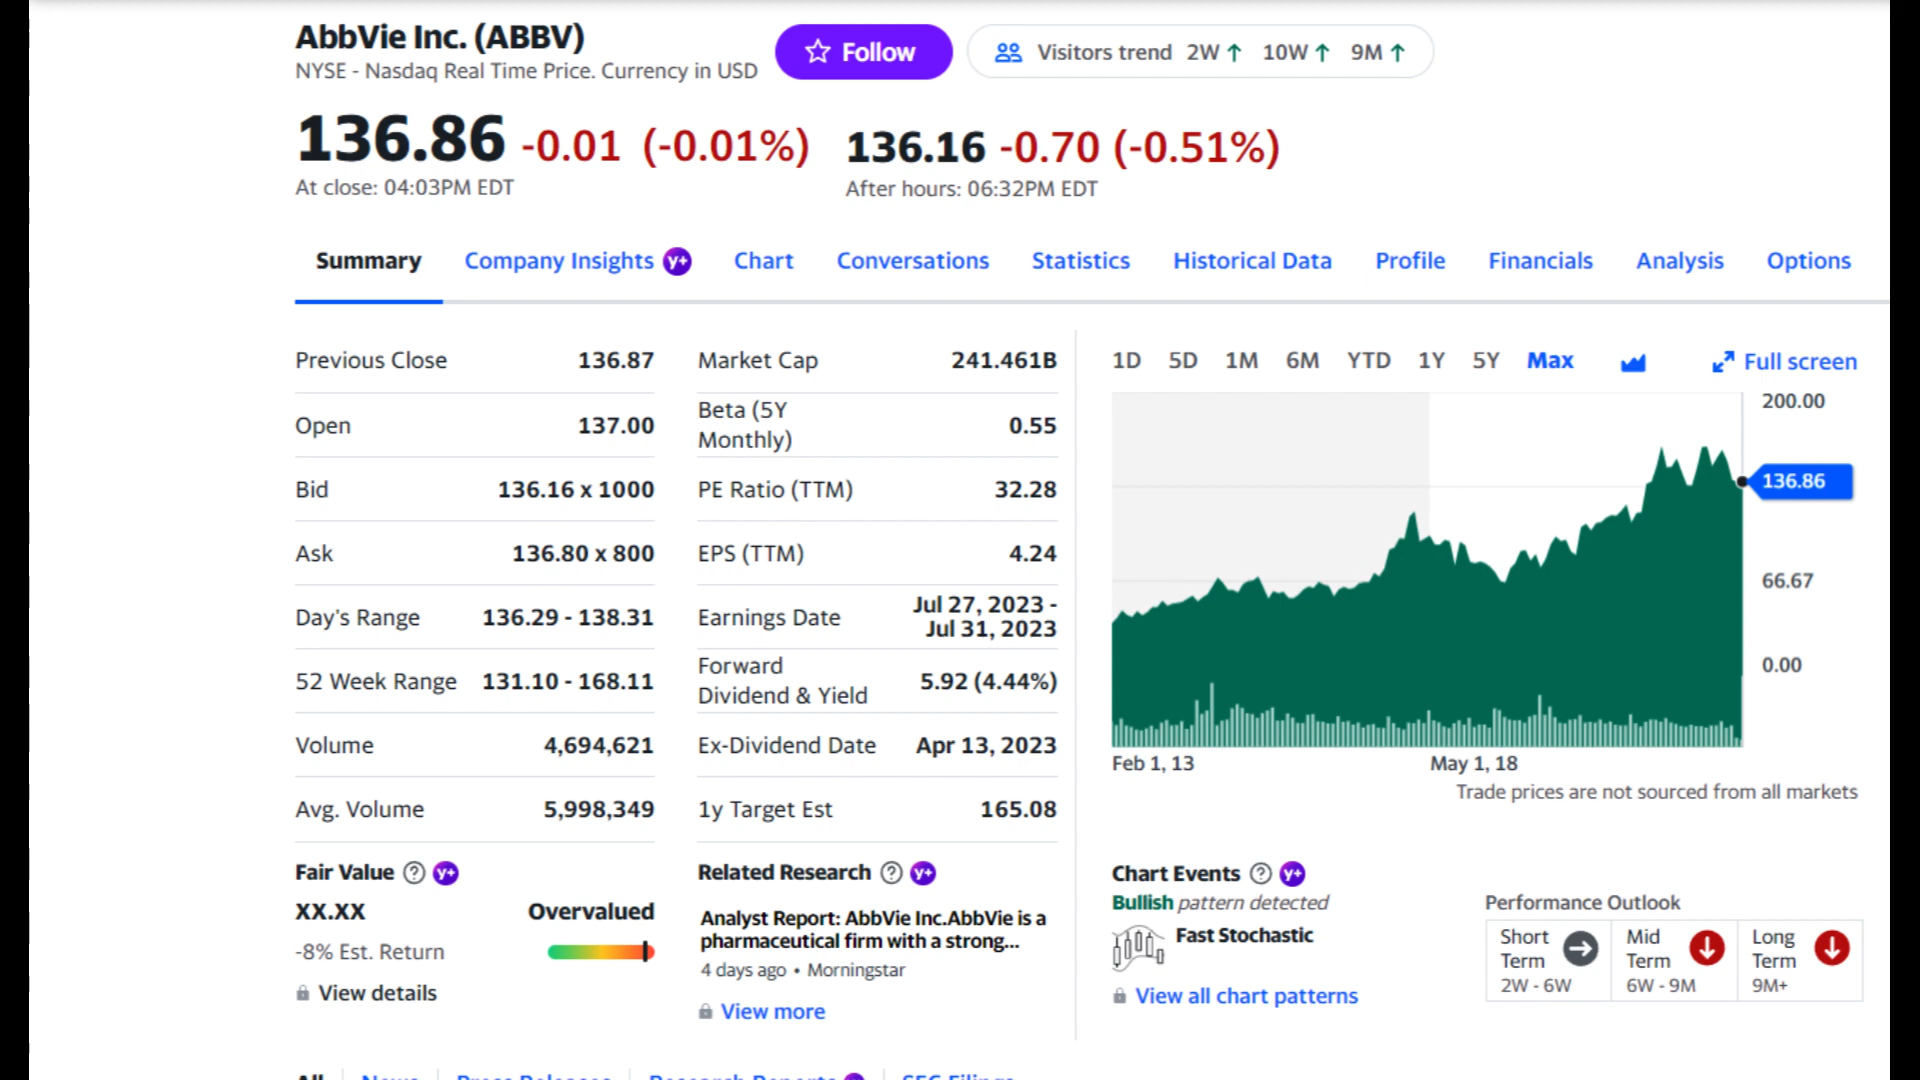 AbbVie Inc. (ABBV)
NYSE - Nasdaq Real Time Price. Currency in USD
Follow
Visitors trend 2W 10W 9M
136.86 -0.01 (-0.01%)
At close: 04:03PM EDT
136.16 -0.70 (-0.51%)
After hours: 06:32PM EDT
Summary Company Insights y+ Chart Conversations Statistics Historical Data Profile Financials Analysis Options
Previous Close 136.87
Open 137.00
Bid 136.16 x 1000
Ask 136.80 x 800
Day's Range 136.29 - 138.31
52 Week Range 131.10 - 168.11
Volume 4,694,621
Avg. Volume 5,998,349
Market Cap 241.461B
Beta (5Y
Monthly) 0.55
PE Ratio (TTM) 32.28
EPS (TTM) 4.24
Earnings Date Jul 27, 2023 -
Jul 31, 2023
Forward
Dividend & Yield 5.92 (4.44%)
Ex-Dividend Date Apr 13, 2023
1y Target Est 165.08
1D 5D 1M 6M YTD 1Y 5Y Max Full screen
200.00
136.86
66.67
0.00
Feb 1, 13 May 1, 18
Trade prices are not sourced from all markets
Fair Value ? y+
XX.XX Overvalued
-8% Est. Return
View details
Related Research ? y+
Analyst Report: AbbVie Inc.AbbVie is a
pharmaceutical firm with a strong...
4 days ago • Morningstar
View more
Chart Events ? y+
Bullish pattern detected
Fast Stochastic
View all chart patterns
Performance Outlook
Short
Term
2W - 6W
Mid
Term
6W - 9M
Long
Term
9M+
All News Press Releases Research Reports SEC Filings